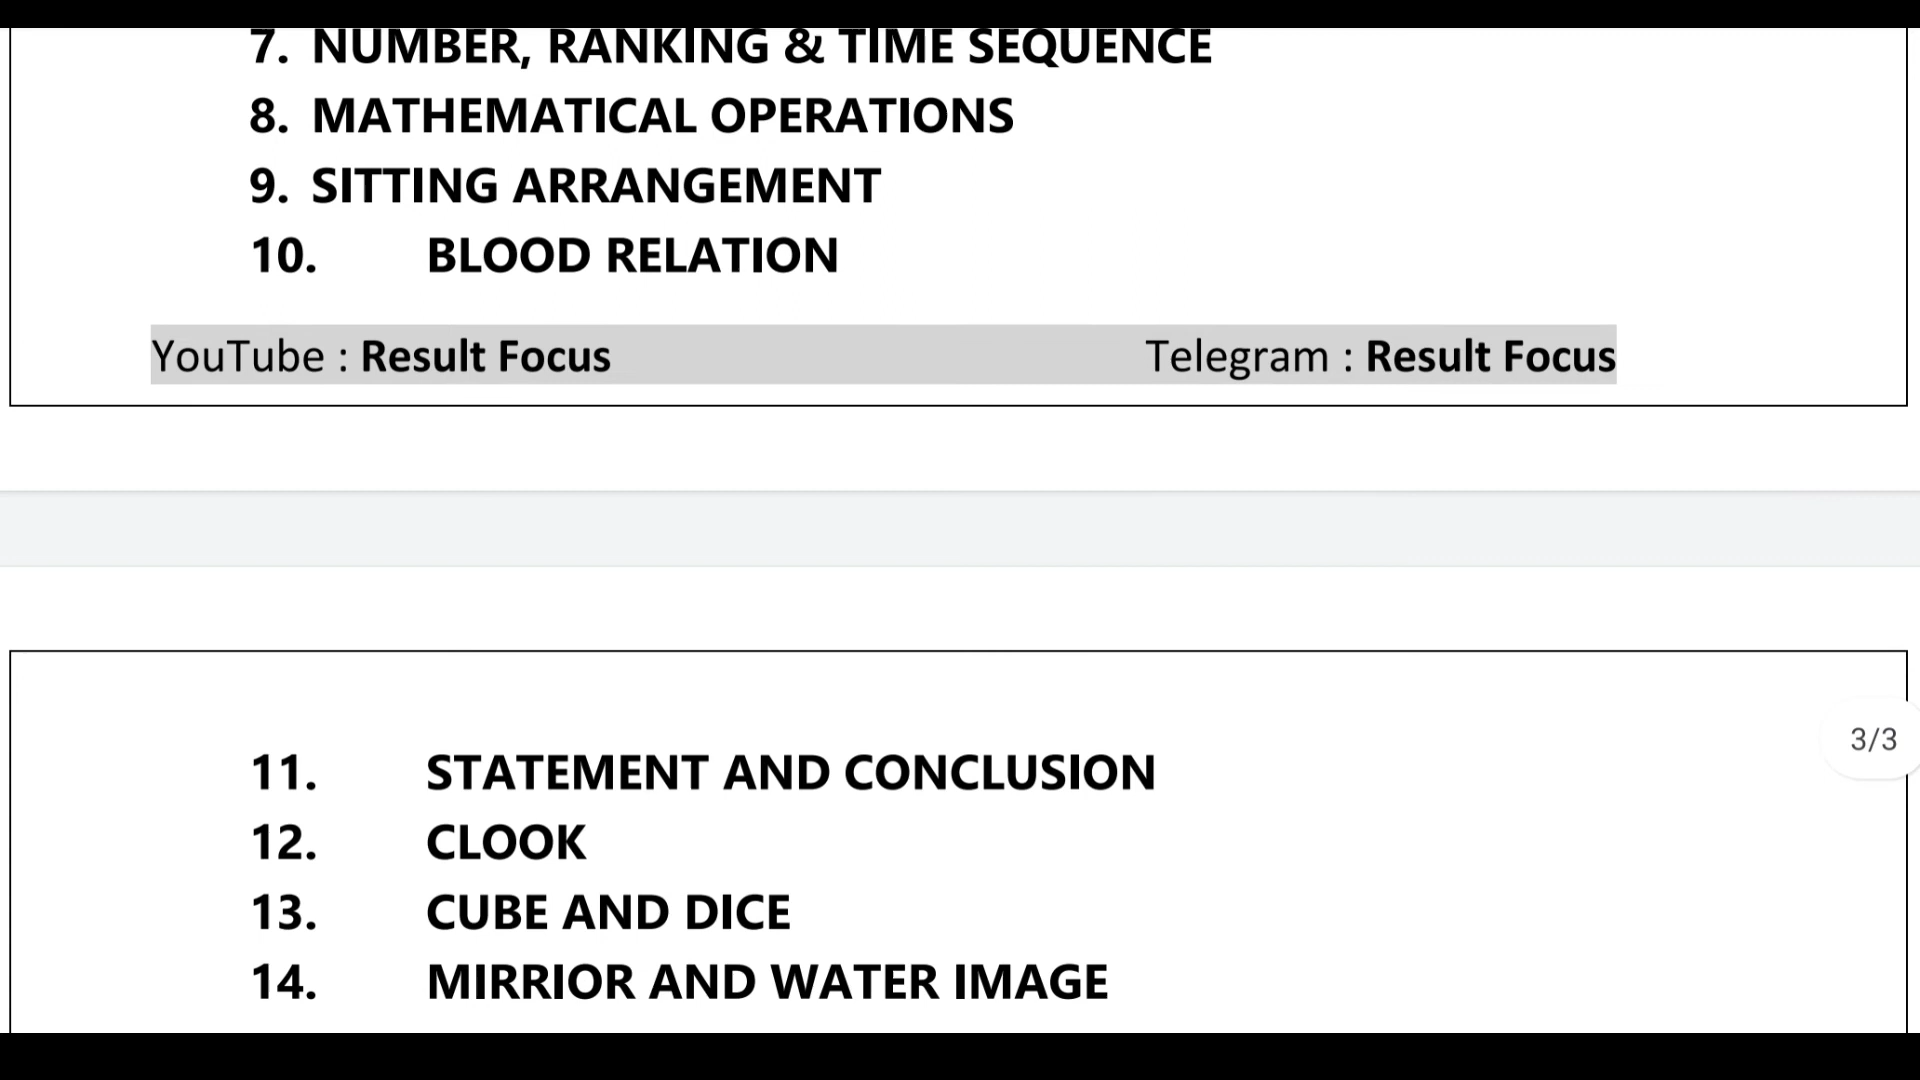 7. NUMBER, RANKING & TIME SEQUENCE
8. MATHEMATICAL OPERATIONS
9. SITTING ARRANGEMENT
10. BLOOD RELATION
YouTube : Result Focus Telegram : Result Focus
3/3
11. STATEMENT AND CONCLUSION
12. CLOOK
13. CUBE AND DICE
14. MIRRIOR AND WATER IMAGE